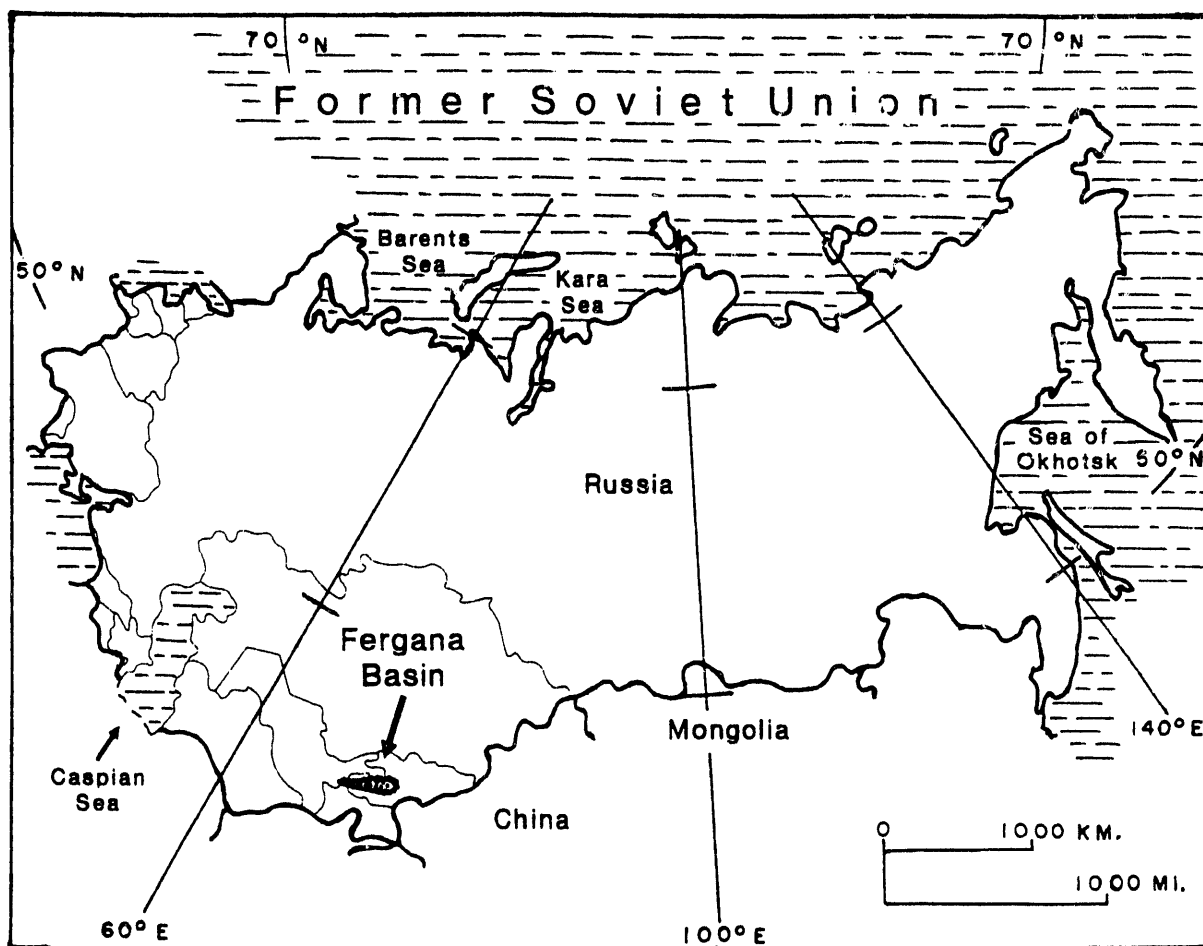 70 °N
70 °N
Former Soviet Union
Barents
Sea
50° N
Kara
Sea
Sea of
Okhotsk
50° N
Russia
Fergana
Basin
Mongolia
140° E
Caspian
Sea
China
0 1000 KM.
1000 MI.
60° E
100° E